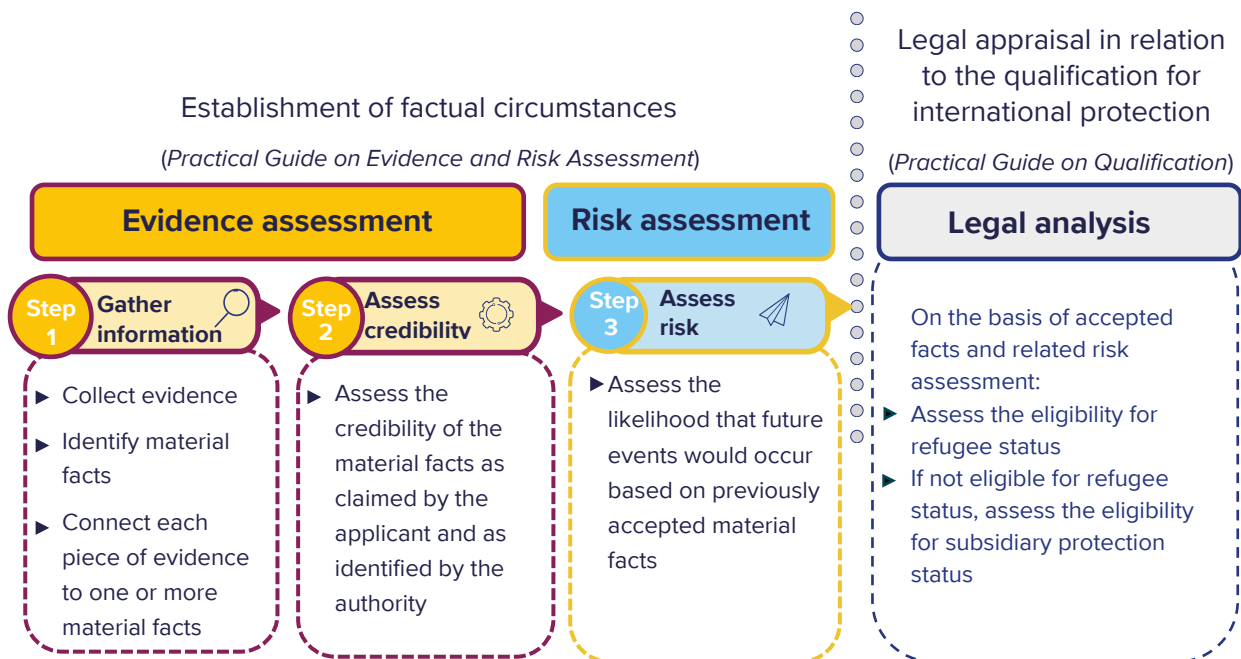 Establishment of factual circumstances
(Practical Guide on Evidence and Risk Assessment)
Legal appraisal in relation
to the qualification for
international protection
(Practical Guide on Qualification)
Evidence assessment
Risk assessment
Legal analysis
Step
1
Gather
information
Step
2
Assess
credibility
Step
3
Assess
risk
▶ Collect evidence
▶ Identify material
facts
▶ Connect each
piece of evidence
to one or more
material facts
▶ Assess the
credibility of the
material facts as
claimed by the
applicant and as
identified by the
authority
▶ Assess the
likelihood that future
events would occur
based on previously
accepted material
facts
On the basis of accepted
facts and related risk
assessment:
▶ Assess the eligibility for
refugee status
▶ If not eligible for refugee
status, assess the eligibility
for subsidiary protection
status